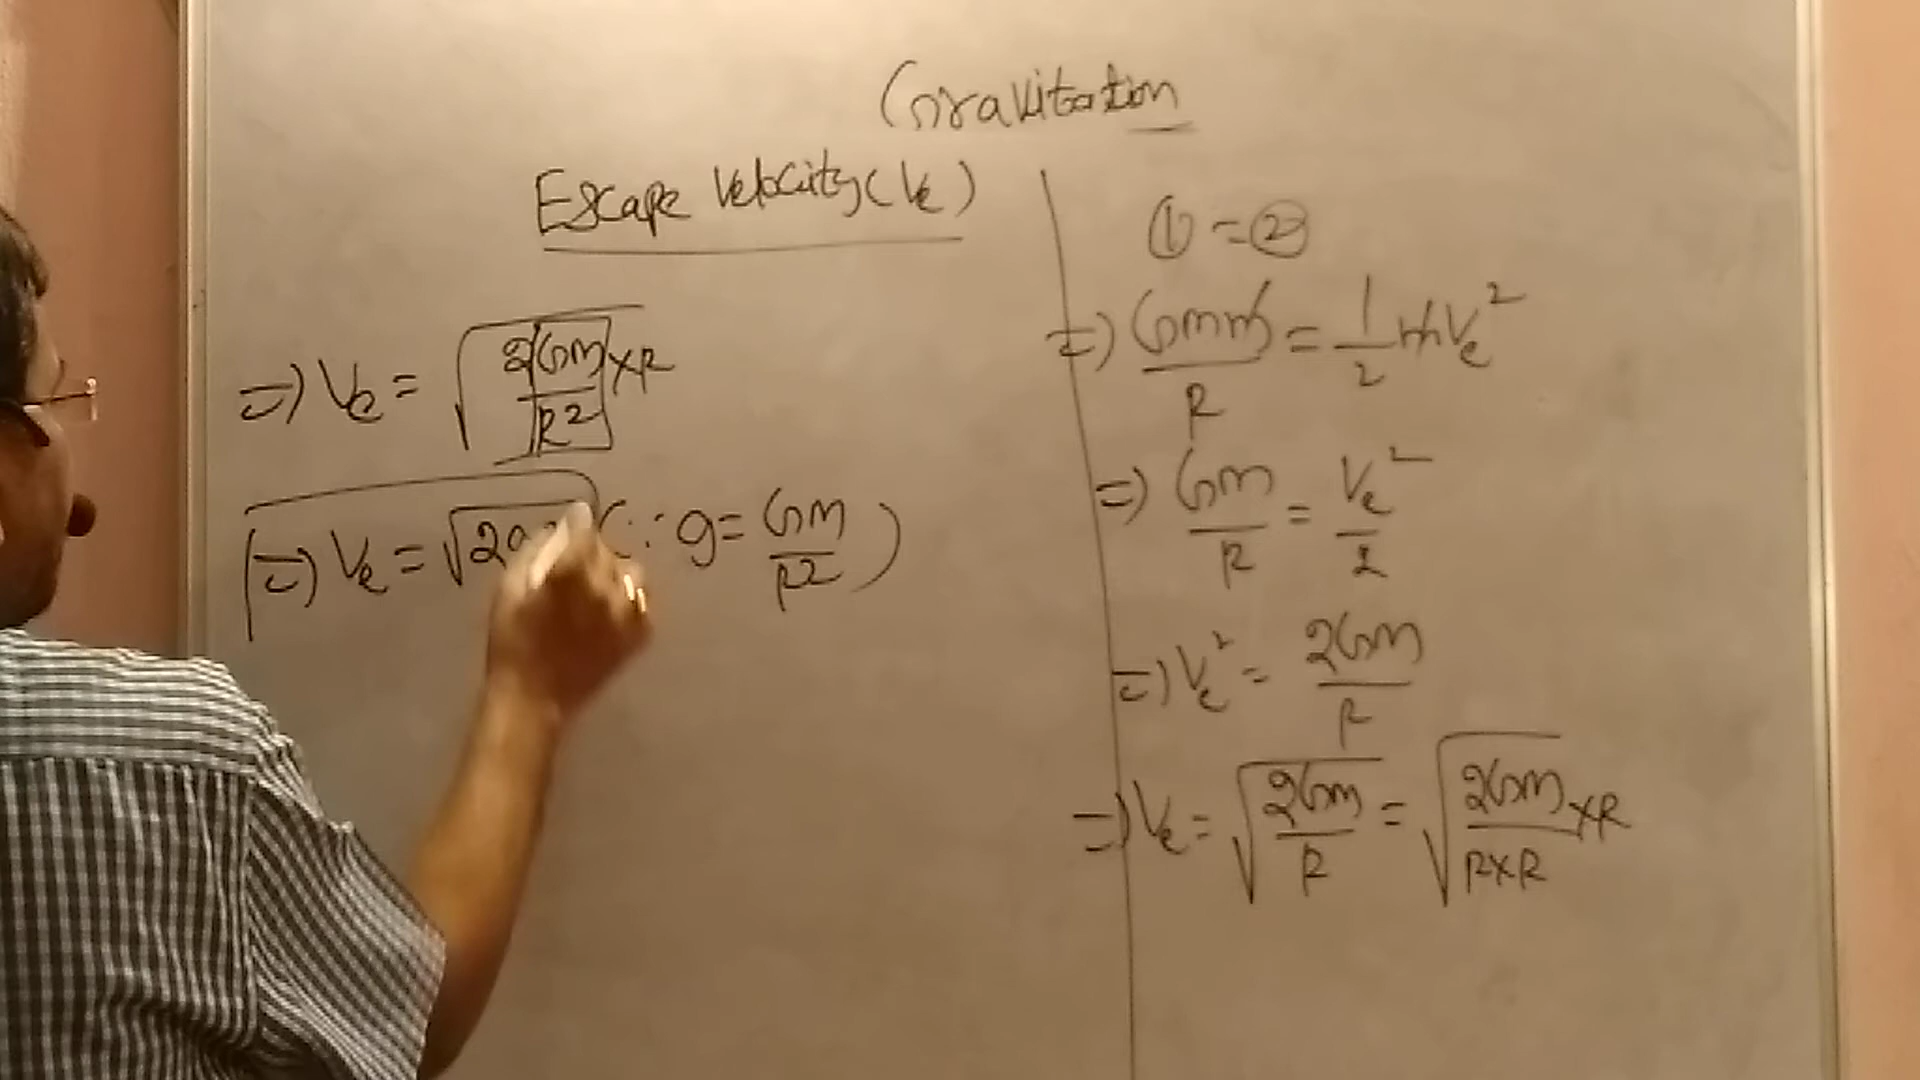 Gravitation
Escape Velocity (Ve)
⇒ Ve = √(2GM/R² × R)
⇒ Ve = √2g (∵ g = GM/R²)
① = ②
⇒ GMm/R = 1/2 mVe²
⇒ GM/R = Ve²/2
⇒ Ve² = 2GM/R
⇒ Ve = √(2GM/R) = √(2GM/R×R × R)